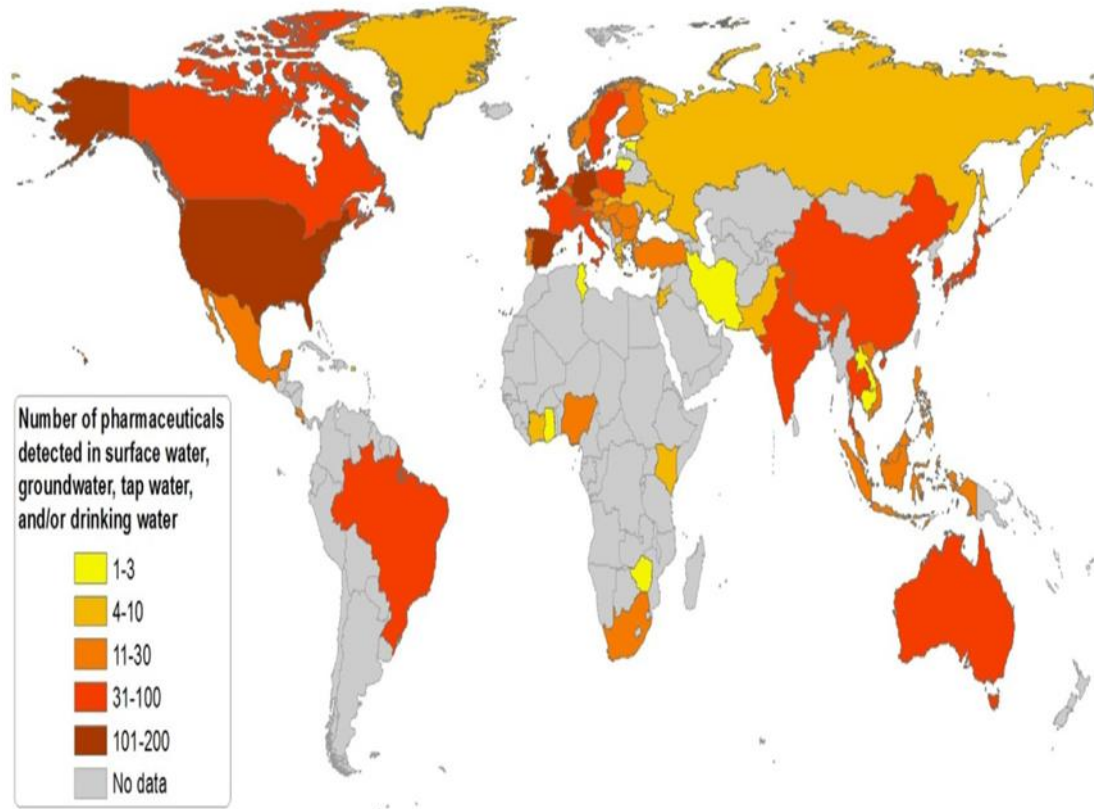 Number of pharmaceuticals
detected in surface water,
groundwater, tap water,
and/or drinking water
1-3
4-10
11-30
31-100
101-200
No data